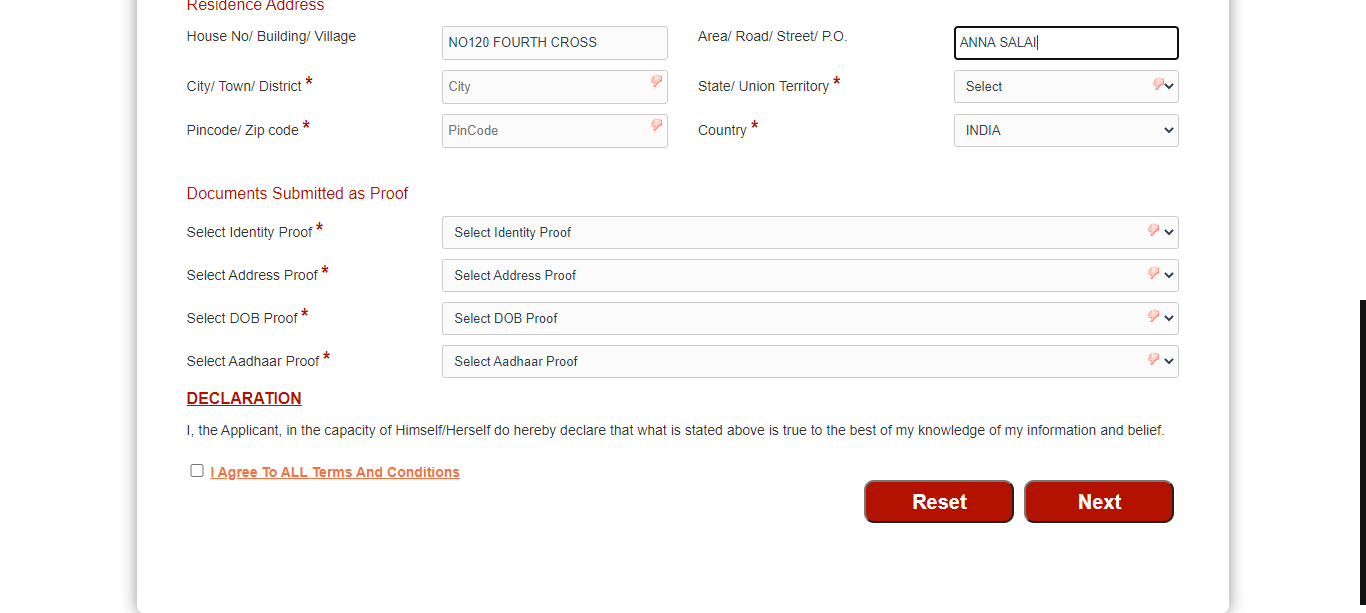 Residence Address
House No/ Building/ Village NO120 FOURTH CROSS Area/ Road/ Street/ P.O. ANNA SALAI
City/ Town/ District * City State/ Union Territory * Select
Pincode/ Zip code * PinCode Country * INDIA
Documents Submitted as Proof
Select Identity Proof * Select Identity Proof
Select Address Proof * Select Address Proof
Select DOB Proof * Select DOB Proof
Select Aadhaar Proof * Select Aadhaar Proof
DECLARATION
I, the Applicant, in the capacity of Himself/Herself do hereby declare that what is stated above is true to the best of my knowledge of my information and belief.
I Agree To ALL Terms And Conditions
Reset Next